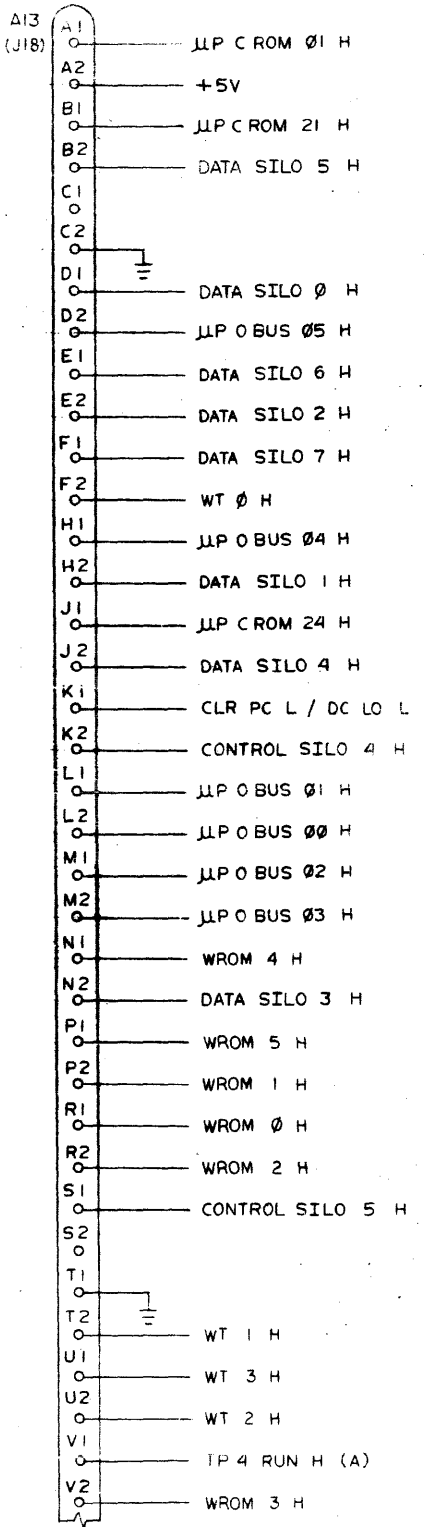 A13
(J18)
A1 μP C ROM Ø1 H
A2 +5V
B1 μP C ROM 21 H
B2 DATA SILO 5 H
C1
C2
D1 DATA SILO Ø H
D2 μP O BUS Ø5 H
E1 DATA SILO 6 H
E2 DATA SILO 2 H
F1 DATA SILO 7 H
F2 WT Ø H
H1 μP O BUS Ø4 H
H2 DATA SILO 1 H
J1 μP C ROM 24 H
J2 DATA SILO 4 H
K1 CLR PC L / DC LO L
K2 CONTROL SILO 4 H
L1 μP O BUS Ø1 H
L2 μP O BUS ØØ H
M1 μP O BUS Ø2 H
M2 μP O BUS Ø3 H
N1 WROM 4 H
N2 DATA SILO 3 H
P1 WROM 5 H
P2 WROM 1 H
R1 WROM Ø H
R2 WROM 2 H
S1 CONTROL SILO 5 H
S2
T1
T2 WT 1 H
U1 WT 3 H
U2 WT 2 H
V1 TP 4 RUN H (A)
V2 WROM 3 H